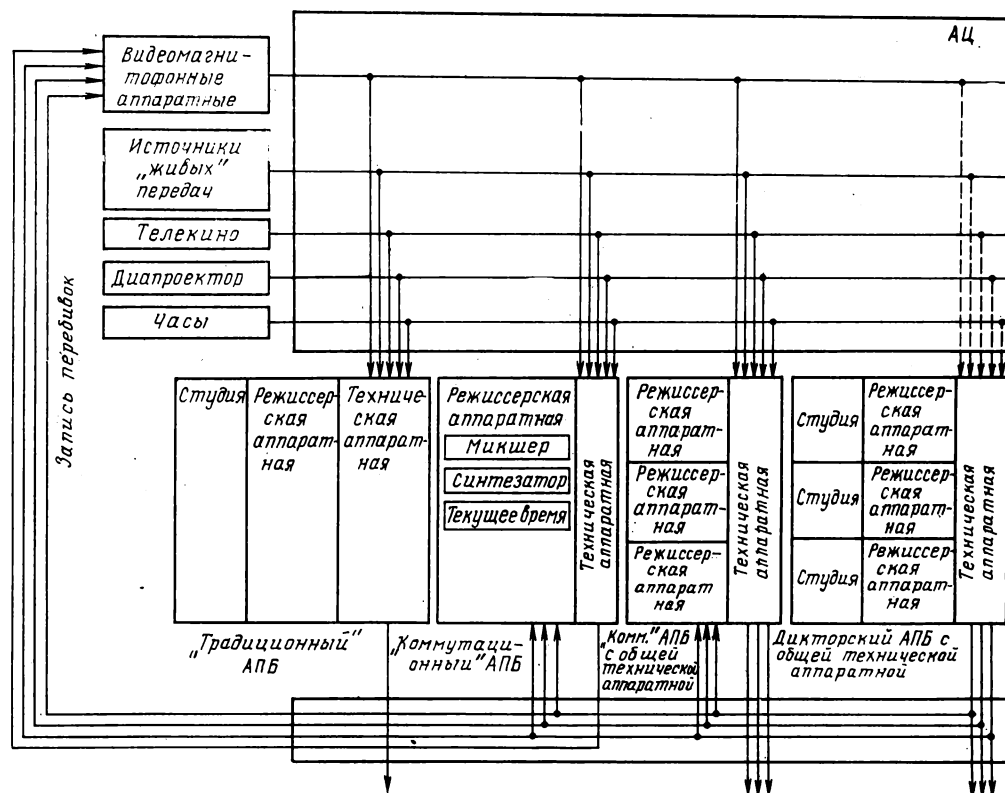 АЦ
Видеомагни-
тофонные
аппаратные
Источники
„живых"
передач
Телекино
Диапроектор
Часы
Запись перебивок
Студия
Режиссер-
ская
аппарат-
ная
Техниче-
ская
аппарат-
ная
„Традиционный"
АПБ
Режиссерская
аппаратная
Микшер
Синтезатор
Текущее время
Техническая
аппаратная
„Коммутаци-
онный" АПБ
Режиссер-
ская
аппарат-
ная
Режиссер-
ская
аппарат-
ная
Режиссер-
ская
аппарат
ная
Техническая
аппаратная
„Комм." АПБ
с общей
технической
аппаратной
Студия
Режиссер-
ская
аппарат-
ная
Студия
Режиссер-
ская
аппарат-
ная
Студия
Режиссер-
ская
аппарат-
ная
Техническая
аппаратная
Дикторский АПБ с
общей технической
аппаратной